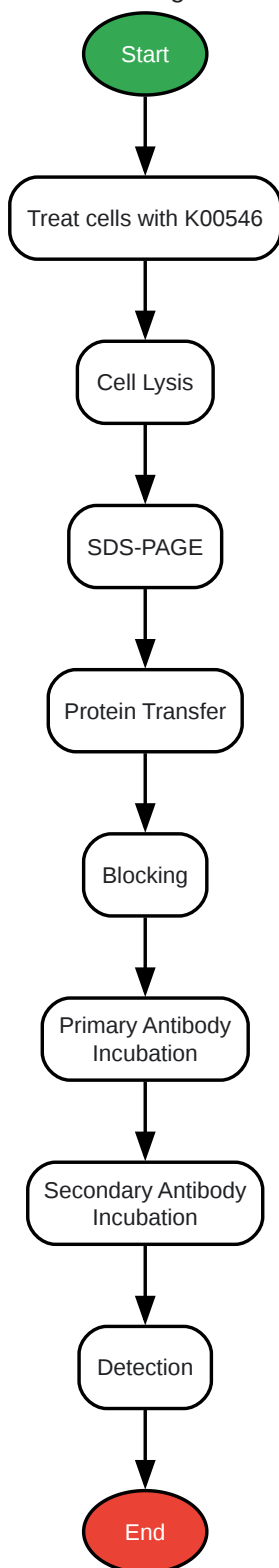 Start
Treat cells with K00546
Cell Lysis
SDS-PAGE
Protein Transfer
Blocking
Primary Antibody
Incubation
Secondary Antibody
Incubation
Detection
End